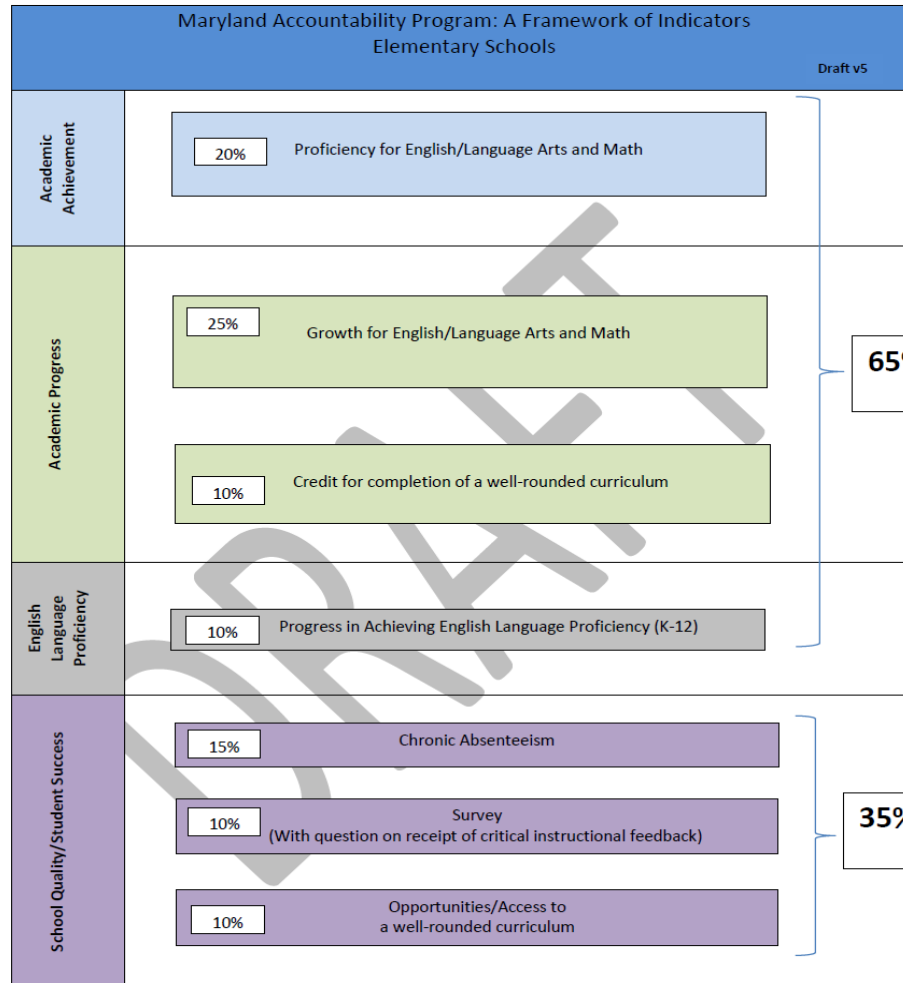 Maryland Accountability Program: A Framework of Indicators
Elementary Schools
Draft v5
Academic
Achievement
20%
Proficiency for English/Language Arts and Math
Academic Progress
25%
Growth for English/Language Arts and Math
65%
10%
Credit for completion of a well-rounded curriculum
English
Language
Proficiency
10%
Progress in Achieving English Language Proficiency (K-12)
School Quality/Student Success
15%
Chronic Absenteeism
10%
Survey
(With question on receipt of critical instructional feedback)
35%
10%
Opportunities/Access to
a well-rounded curriculum
DRAFT